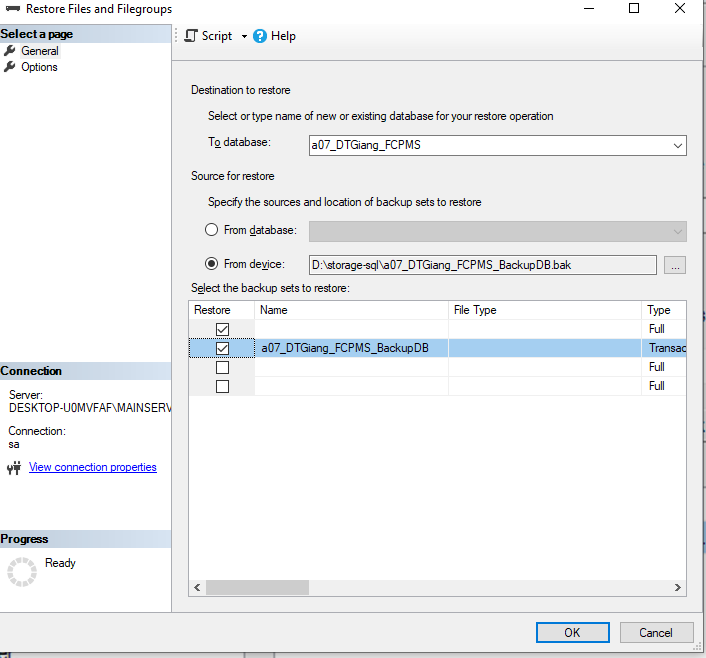 Restore Files and Filegroups
Select a page
General
Options
Script
Help
Destination to restore
Select or type name of new or existing database for your restore operation
To database:
a07_DTGiang_FCPMS
Source for restore
Specify the sources and location of backup sets to restore
From database:
From device:
D:\storage-sql\a07_DTGiang_FCPMS_BackupDB.bak
...
Select the backup sets to restore:
Restore Name File Type Type
Full
a07_DTGiang_FCPMS_BackupDB Transac
Full
Full
Connection
Server:
DESKTOP-U0MVFAF\MAINSERV
Connection:
sa
View connection properties
Progress
Ready
OK Cancel